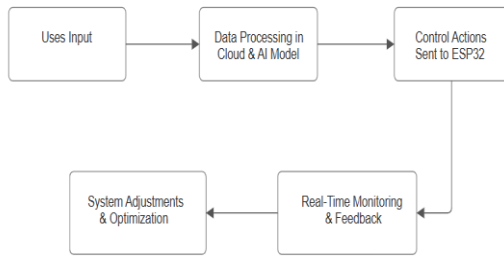 Uses Input
Data Processing in
Cloud & AI Model
Control Actions
Sent to ESP32
System Adjustments
& Optimization
Real-Time Monitoring
& Feedback